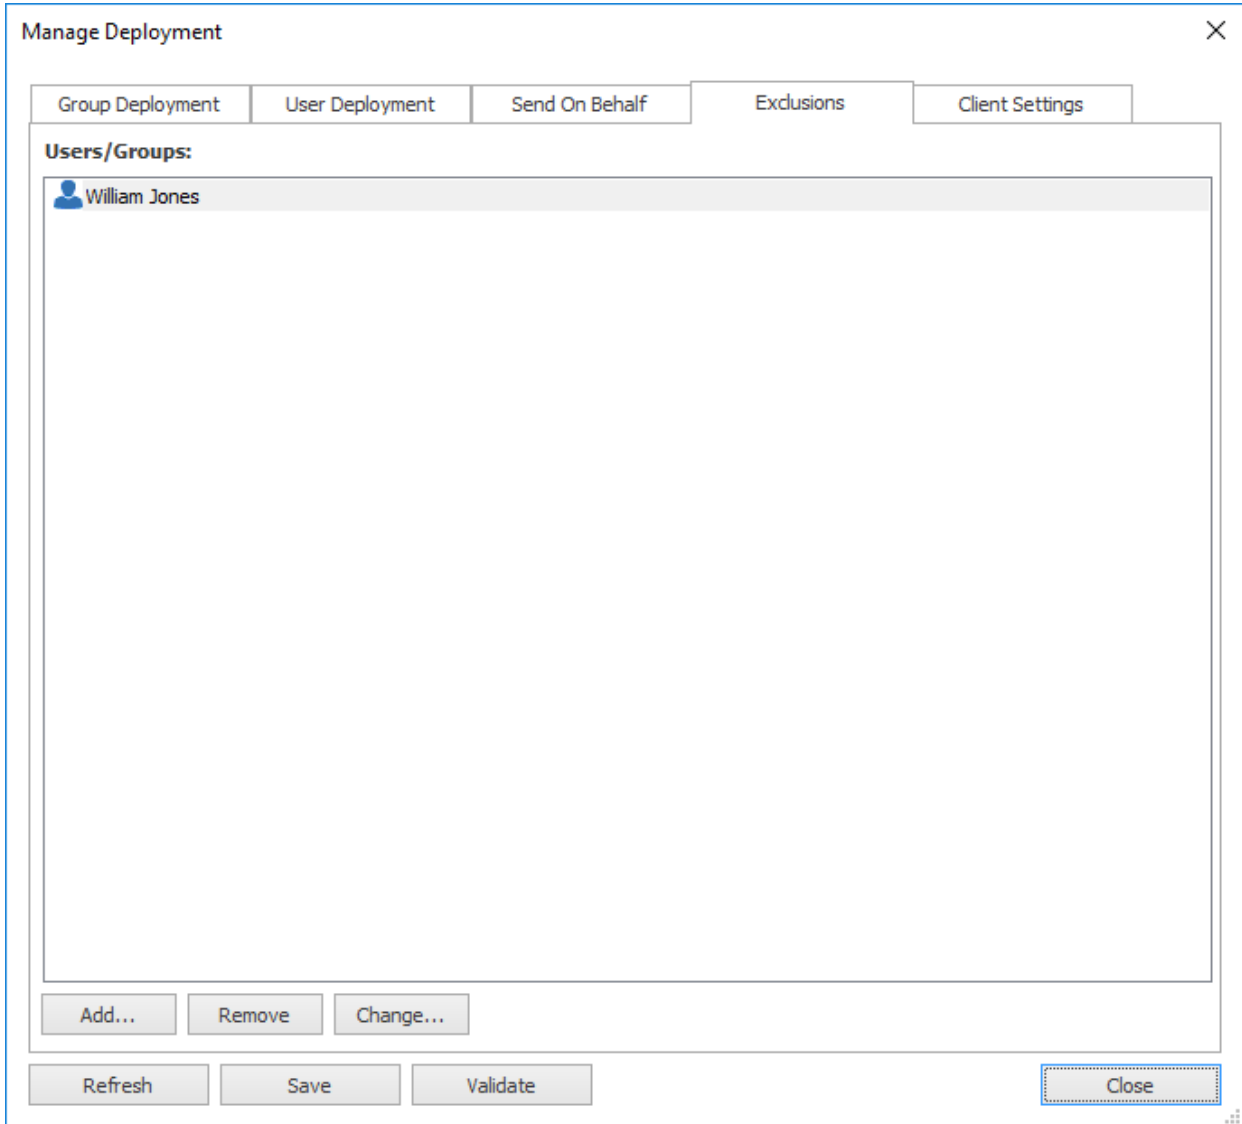 Manage Deployment
Group Deployment User Deployment Send On Behalf Exclusions Client Settings
Users/Groups:
William Jones
Add... Remove Change...
Refresh Save Validate Close